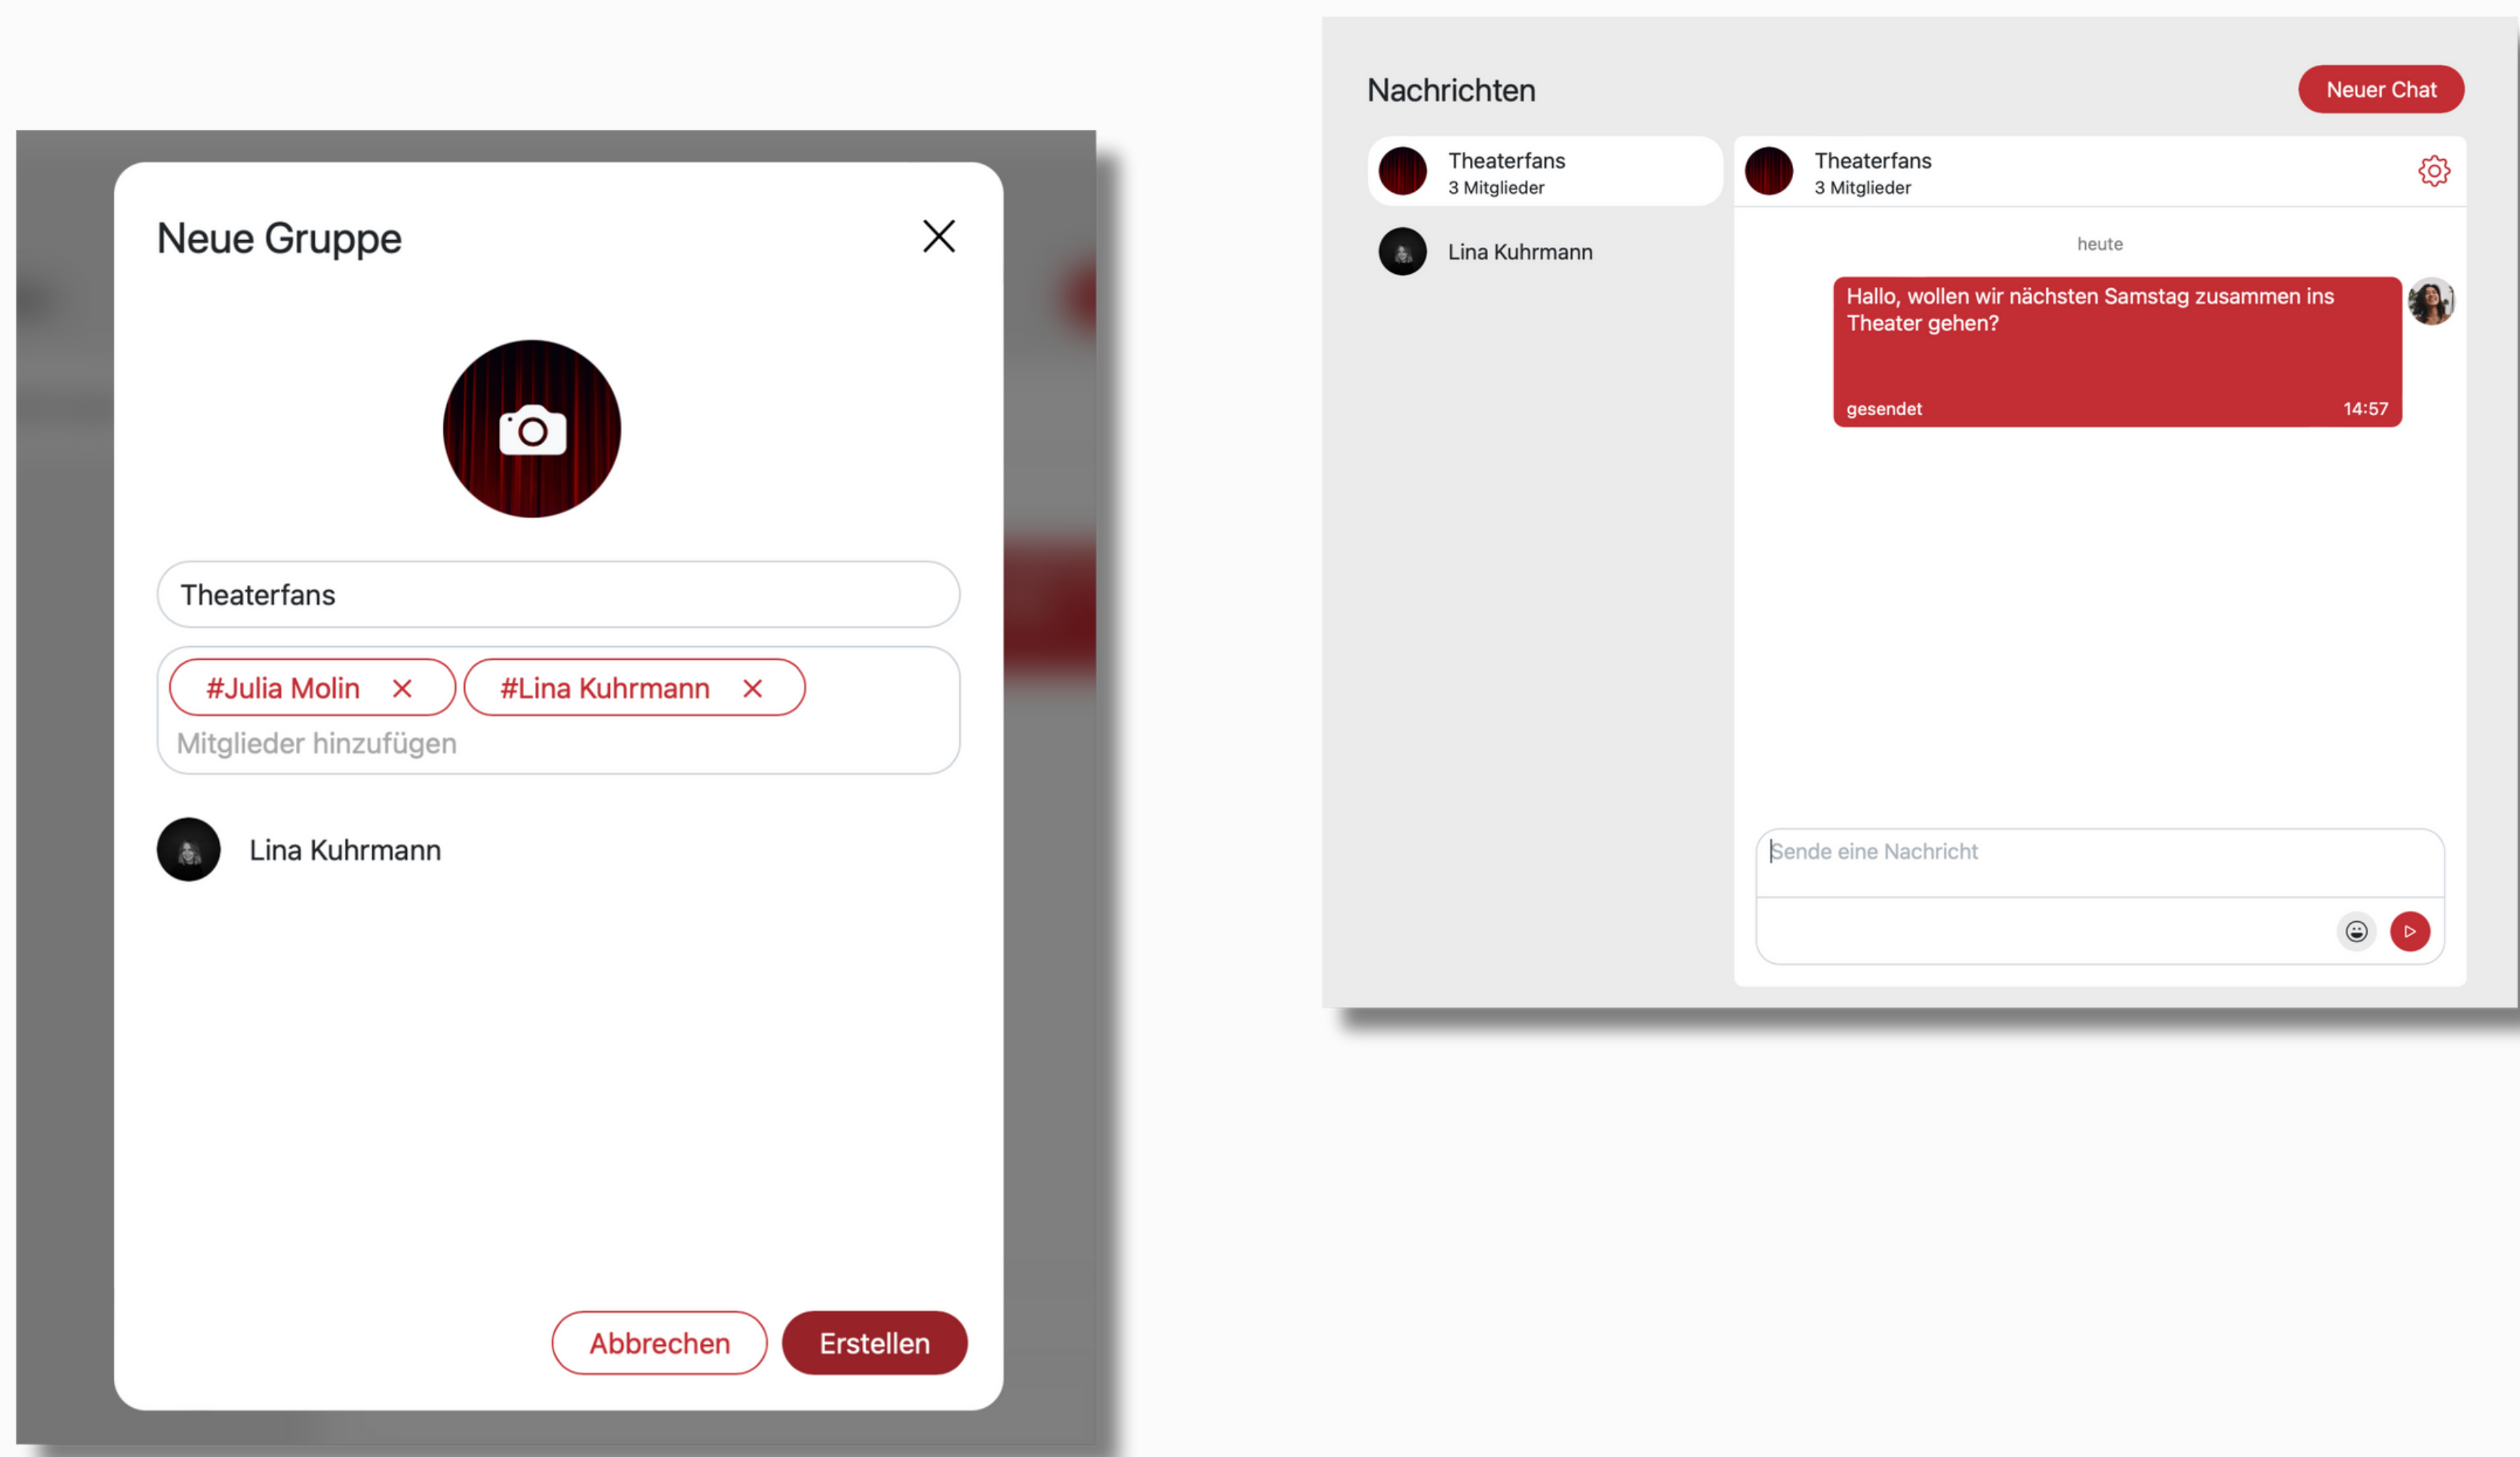 Neue Gruppe
Theaterfans
#Julia Molin
#Lina Kuhrmann
Mitglieder hinzufügen
Lina Kuhrmann
Abbrechen
Erstellen
Nachrichten
Neuer Chat
Theaterfans
3 Mitglieder
Lina Kuhrmann
Theaterfans
3 Mitglieder
heute
Hallo, wollen wir nächsten Samstag zusammen ins
Theater gehen?
gesendet
14:57
Sende eine Nachricht